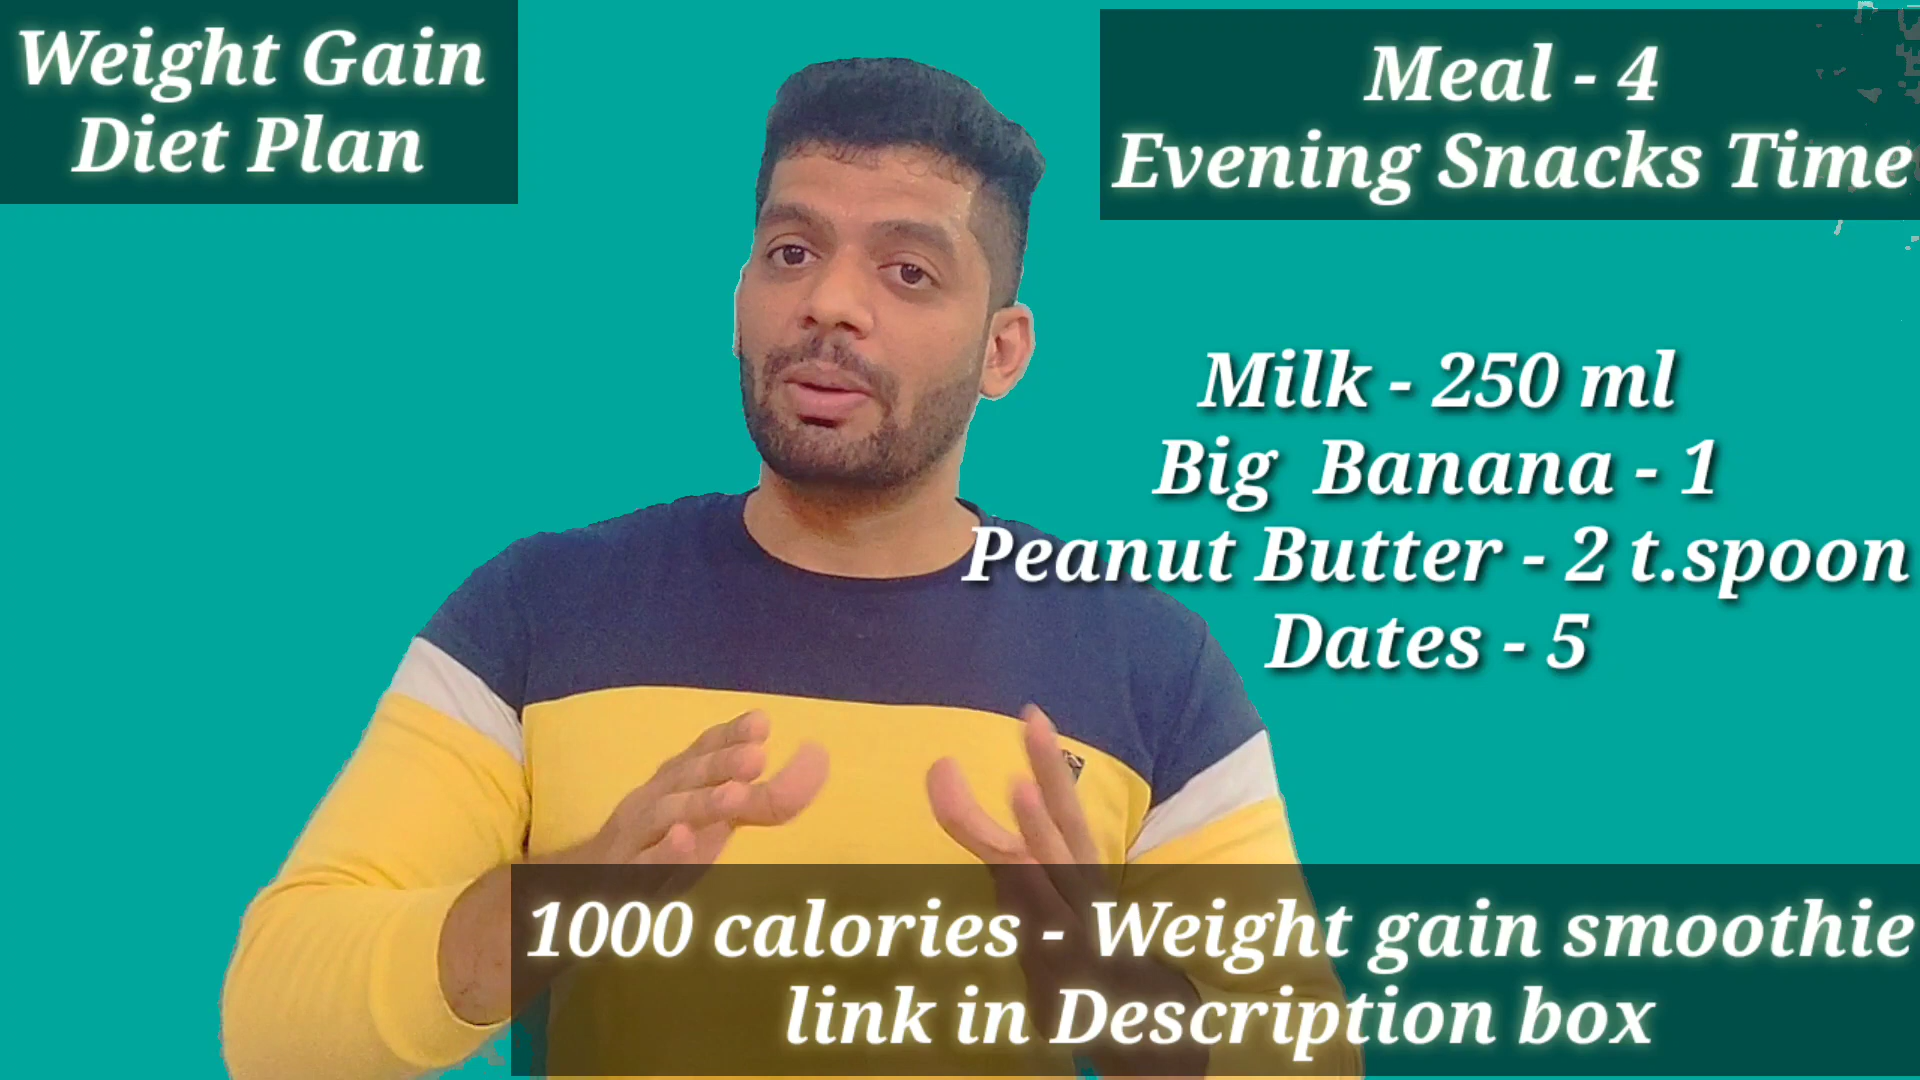 Weight Gain
Diet Plan
Meal - 4
Evening Snacks Time
Milk - 250 ml
Big Banana - 1
Peanut Butter - 2 t.spoon
Dates - 5
1000 calories - Weight gain smoothie
link in Description box